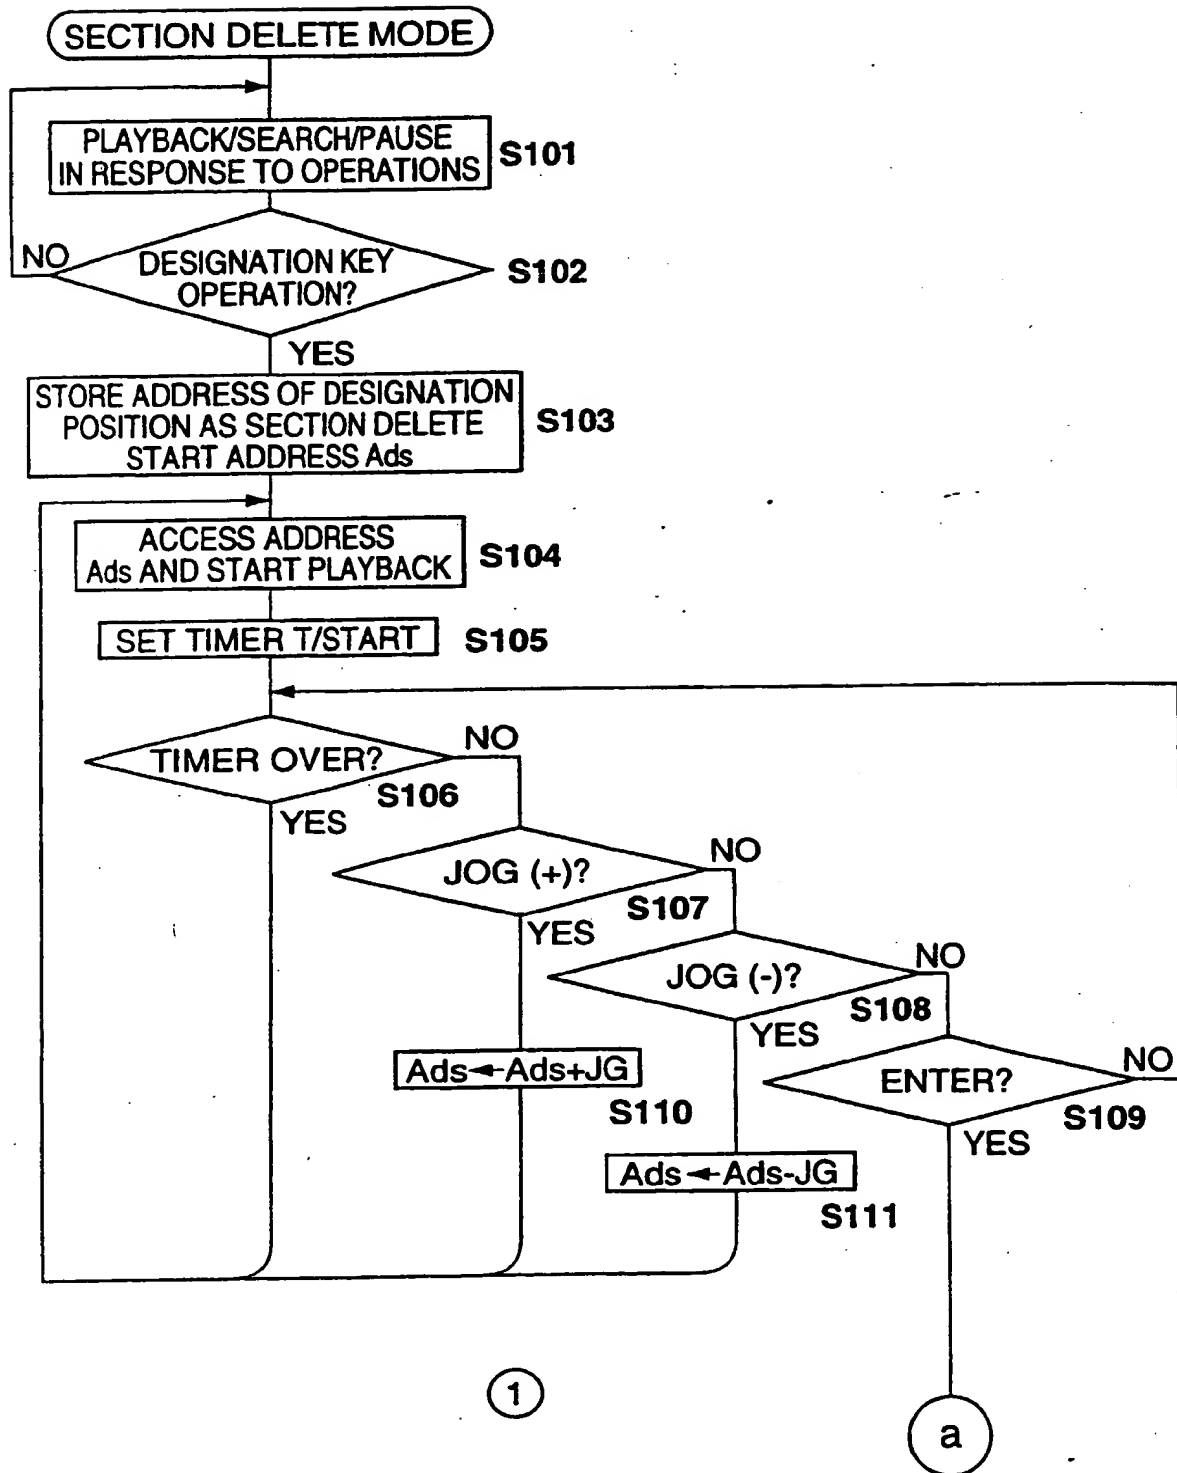 SECTION DELETE MODE
PLAYBACK/SEARCH/PAUSE
IN RESPONSE TO OPERATIONS
S101
NO
DESIGNATION KEY
OPERATION?
S102
YES
STORE ADDRESS OF DESIGNATION
POSITION AS SECTION DELETE
START ADDRESS Ads
S103
ACCESS ADDRESS
Ads AND START PLAYBACK
S104
SET TIMER T/START
S105
TIMER OVER?
NO
S106
YES
JOG (+)?
NO
S107
YES
JOG (-)?
NO
S108
YES
Ads←Ads+JG
S110
ENTER?
NO
S109
YES
Ads←Ads-JG
S111
1
a